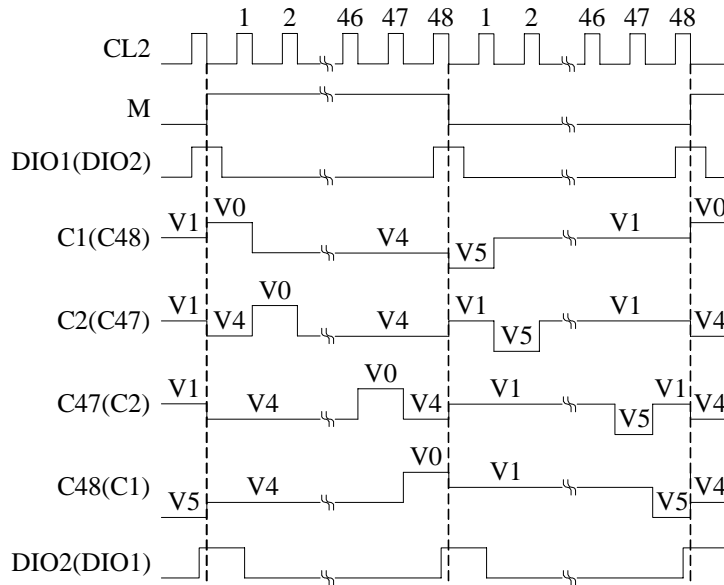 1 2 46 47 48 1 2 46 47 48
CL2
M
DIO1(DIO2)
V1 V0 V4 V5 V1 V0
C1(C48)
V1 V4 V0 V4 V1 V5 V1 V4
C2(C47)
V1 V4 V0 V4 V1 V5 V1 V4
C47(C2)
V5 V4 V0 V1 V5 V4
C48(C1)
DIO2(DIO1)